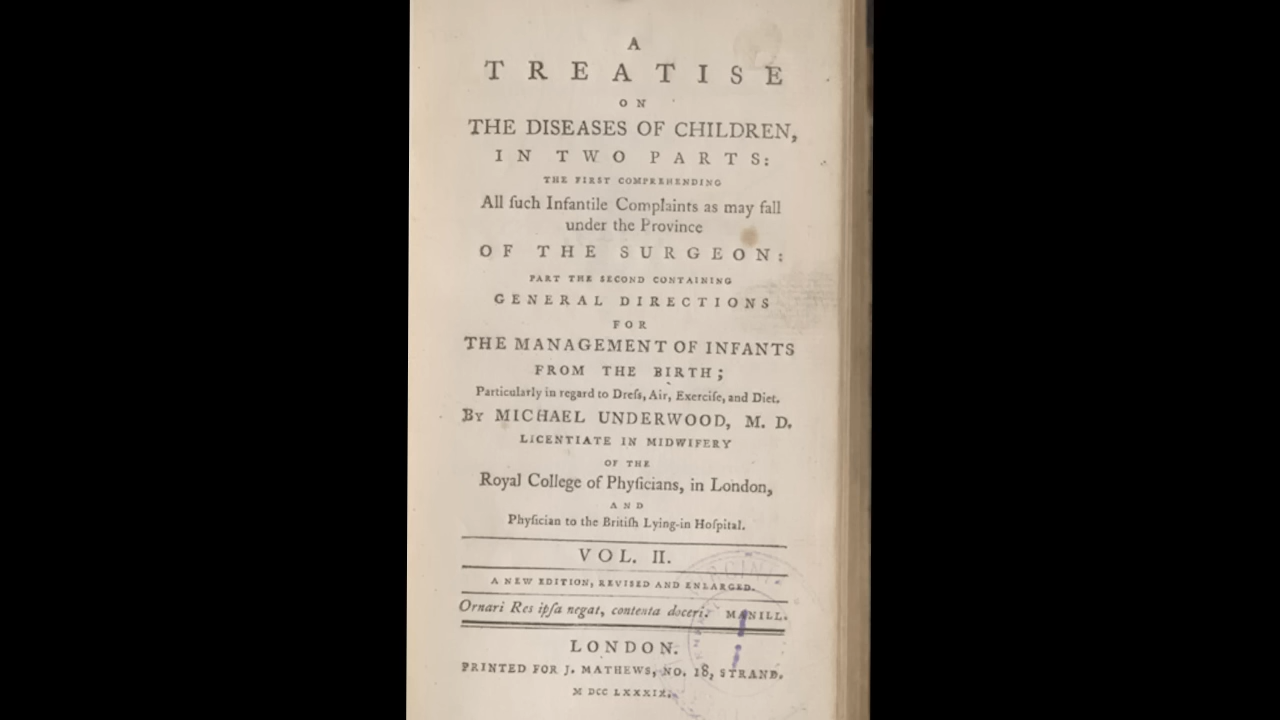 A
TREATISE
ON
THE DISEASES OF CHILDREN,
IN TWO PARTS:
THE FIRST COMPREHENDING
All ſuch Infantile Complaints as may fall
under the Province
OF THE SURGEON:
PART THE SECOND CONTAINING
GENERAL DIRECTIONS
FOR
THE MANAGEMENT OF INFANTS
FROM THE BIRTH;
Particularly in regard to Dreſs, Air, Exerciſe, and Diet.
By MICHAEL UNDERWOOD, M. D.
LICENTIATE IN MIDWIFERY
OF THE
Royal College of Phyſicians, in London,
AND
Phyſician to the Britiſh Lying-in Hoſpital.
VOL. II.
A NEW EDITION, REVISED AND ENLARGED.
Ornari Res ipſa negat, contenta doceri. MANILL.
LONDON.
PRINTED FOR J. MATHEWS, NO. 18, STRAND.
M DCC LXXXIX.